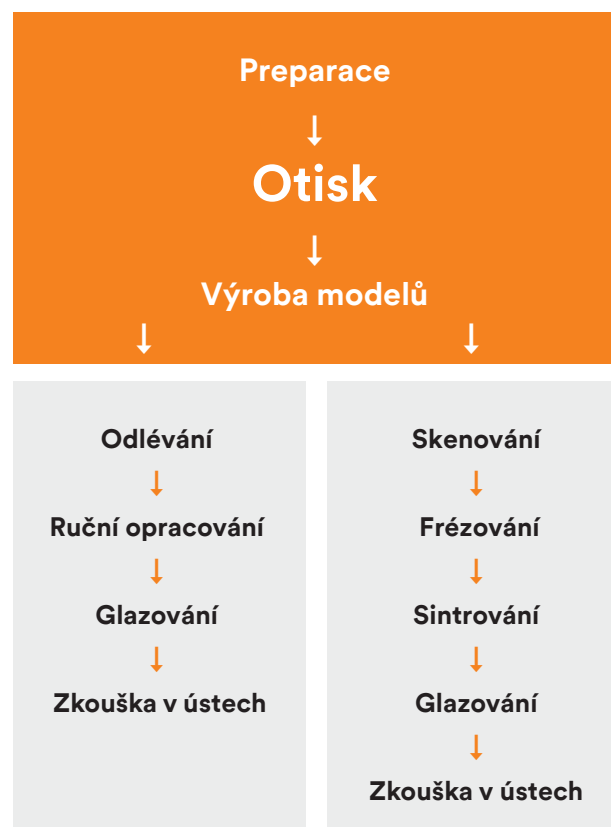 Preparace
Otisk
Výroba modelů
Odlévání
Ruční opracování
Glazování
Zkouška v ústech
Skenování
Frézování
Sintrování
Glazování
Zkouška v ústech